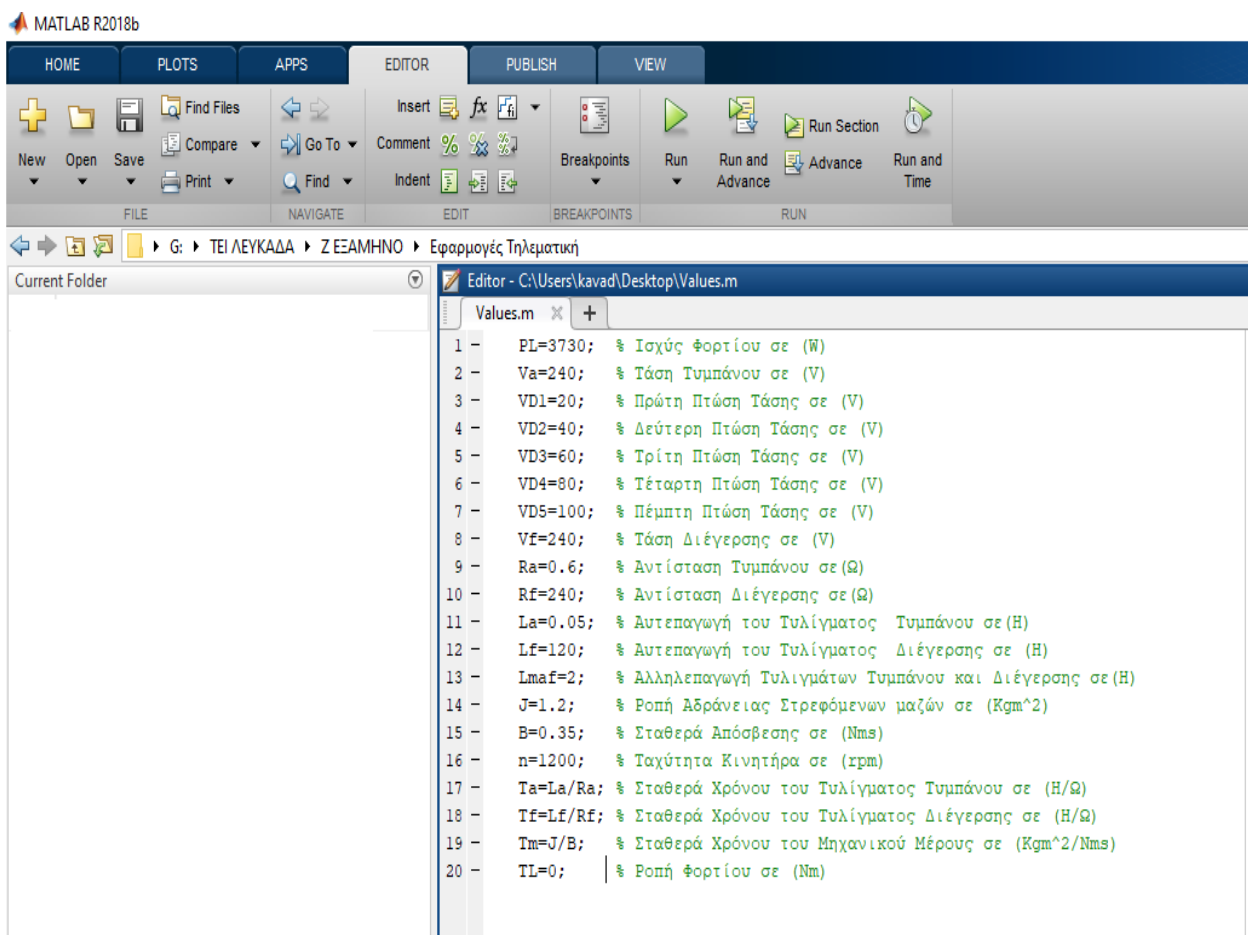 MATLAB R2018b
HOME PLOTS APPS EDITOR PUBLISH VIEW
New Open Save Find Files Compare Print
Go To Find
Insert fx
Comment
Indent
Breakpoints
Run
Run and Advance
Run Section
Advance
Run and Time
FILE NAVIGATE EDIT BREAKPOINTS RUN
G: ΤΕΙ ΛΕΥΚΑΔΑ Ζ ΕΞΑΜΗΝΟ Εφαρμογές Τηλεματική
Current Folder
Editor - C:\Users\kavad\Desktop\Values.m
Values.m
1 – PL=3730; % Ισχύς Φορτίου σε (W)
2 – Va=240; % Τάση Τυμπάνου σε (V)
3 – VD1=20; % Πρώτη Πτώση Τάσης σε (V)
4 – VD2=40; % Δεύτερη Πτώση Τάσης σε (V)
5 – VD3=60; % Τρίτη Πτώση Τάσης σε (V)
6 – VD4=80; % Τέταρτη Πτώση Τάσης σε (V)
7 – VD5=100; % Πέμπτη Πτώση Τάσης σε (V)
8 – Vf=240; % Τάση Διέγερσης σε (V)
9 – Ra=0.6; % Αντίσταση Τυμπάνου σε(Ω)
10 – Rf=240; % Αντίσταση Διέγερσης σε(Ω)
11 – La=0.05; % Αυτεπαγωγή του Τυλίγματος Τυμπάνου σε(H)
12 – Lf=120; % Αυτεπαγωγή του Τυλίγματος Διέγερσης σε (H)
13 – Lmaf=2; % Αλληλεπαγωγή Τυλιγμάτων Τυμπάνου και Διέγερσης σε(H)
14 – J=1.2; % Ροπή Αδράνειας Στρεφόμενων μαζών σε (Kgm^2)
15 – B=0.35; % Σταθερά Απόσβεσης σε (Nms)
16 – n=1200; % Ταχύτητα Κινητήρα σε (rpm)
17 – Ta=La/Ra; % Σταθερά Χρόνου του Τυλίγματος Τυμπάνου σε (H/Ω)
18 – Tf=Lf/Rf; % Σταθερά Χρόνου του Τυλίγματος Διέγερσης σε (H/Ω)
19 – Tm=J/B; % Σταθερά Χρόνου του Μηχανικού Μέρους σε (Kgm^2/Nms)
20 – TL=0; % Ροπή Φορτίου σε (Nm)